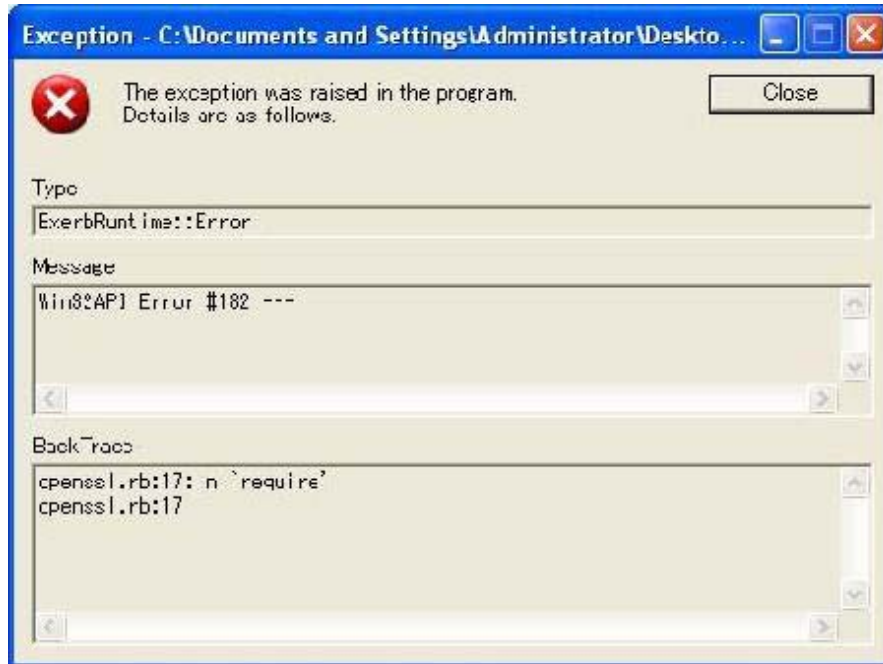 Exception - C:\Documents and Settings\Administrator\Deskto...
The exception was raised in the program.
Details are as follows.
Close
Type
ExerbRuntime::Error
Message
Win32API Error #182 ---
BackTrace
openssl.rb:17: n `require'
openssl.rb:17